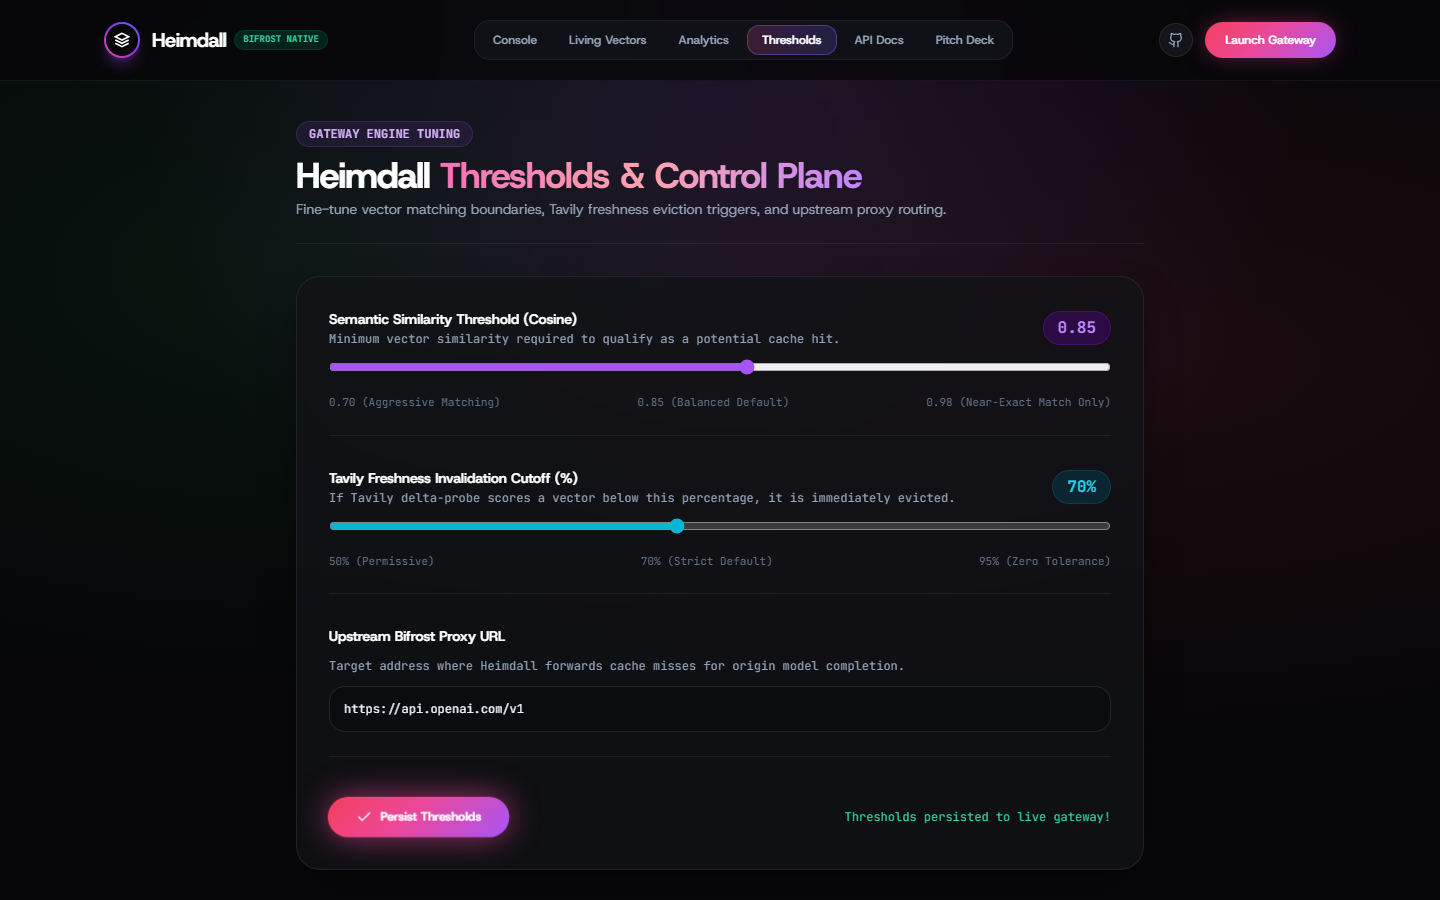 Heimdall BIFROST NATIVE Console Living Vectors Analytics Thresholds API Docs Pitch Deck Launch Gateway
GATEWAY ENGINE TUNING
Heimdall Thresholds & Control Plane
Fine-tune vector matching boundaries, Tavily freshness eviction triggers, and upstream proxy routing.
Semantic Similarity Threshold (Cosine)
0.85
Minimum vector similarity required to qualify as a potential cache hit.
0.70 (Aggressive Matching) 0.85 (Balanced Default) 0.98 (Near-Exact Match Only)
Tavily Freshness Invalidation Cutoff (%)
70%
If Tavily delta-probe scores a vector below this percentage, it is immediately evicted.
50% (Permissive) 70% (Strict Default) 95% (Zero Tolerance)
Upstream Bifrost Proxy URL
Target address where Heimdall forwards cache misses for origin model completion.
https://api.openai.com/v1
Persist Thresholds Thresholds persisted to live gateway!